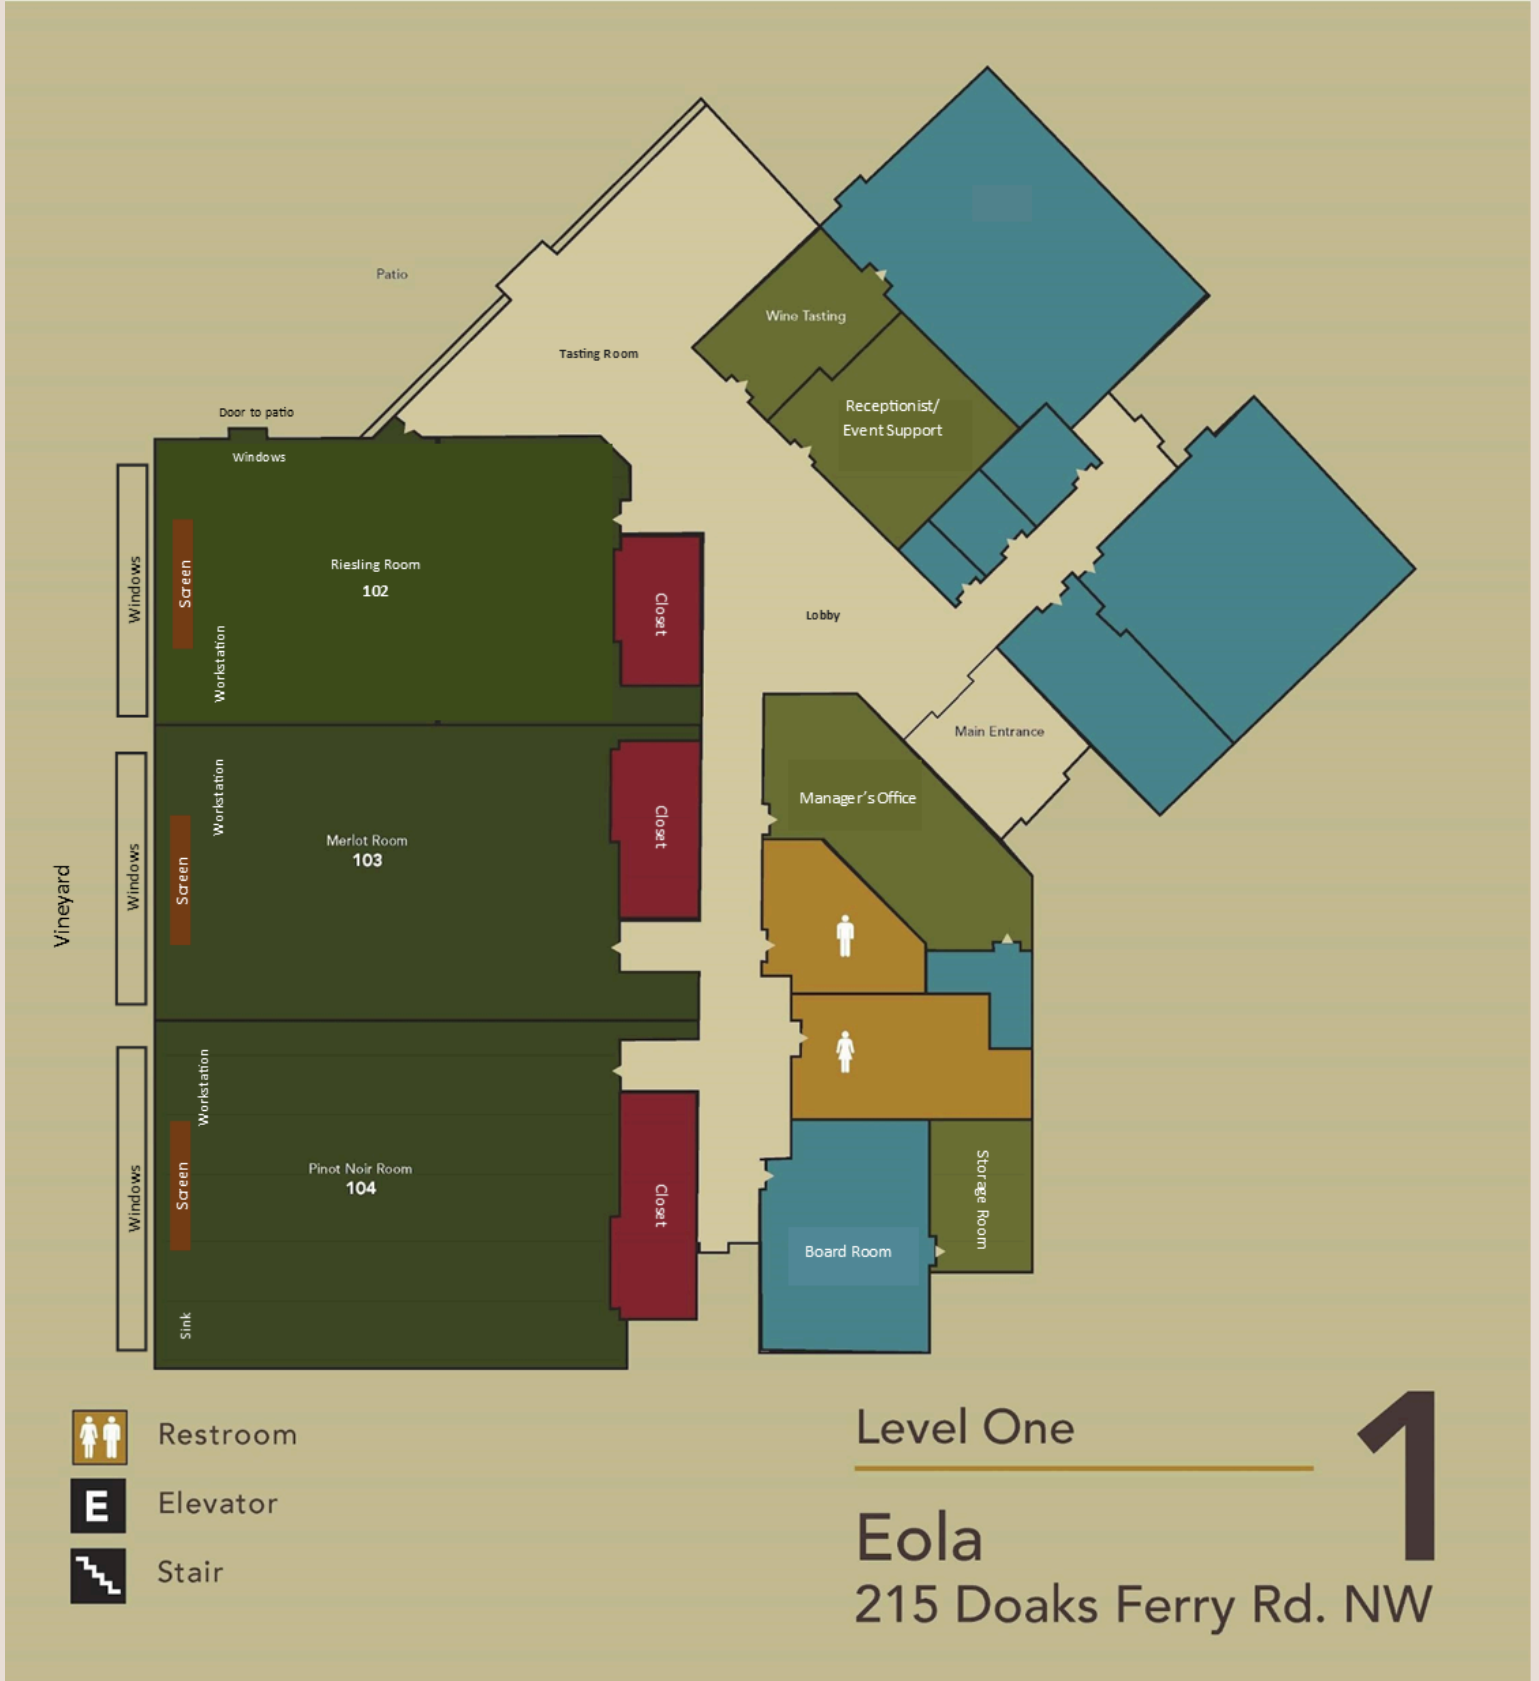 Patio
Wine Tasting
Tasting Room
Receptionist/
Event Support
Door to patio
Windows
Windows
Screen
Riesling Room
102
Workstation
Closet
Lobby
Main Entrance
Manager's Office
Vineyard
Windows
Screen
Workstation
Merlot Room
103
Closet
Windows
Screen
Workstation
Pinot Noir Room
104
Sink
Closet
Storage Room
Board Room
Restroom
E
Elevator
Stair
Level One
1
Eola
215 Doaks Ferry Rd. NW